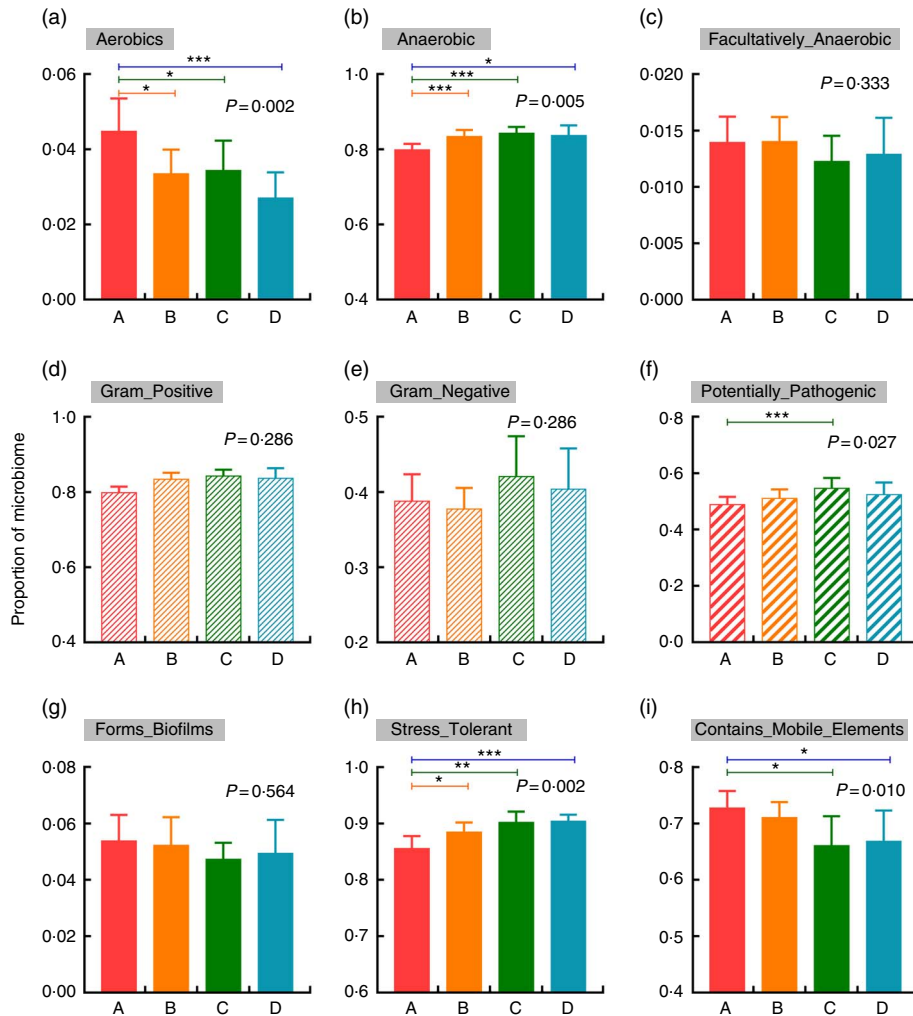 (a)
Aerobics
0·06
0·04
0·02
0·00
***
*
*
P=0·002
A B C D
(b)
Anaerobic
1·0
0·8
0·6
0·4
*
***
***
P=0·005
A B C D
(c)
Facultatively_Anaerobic
0·020
0·015
0·010
0·005
0·000
P=0·333
A B C D
Proportion of microbiome
(d)
Gram_Positive
1·0
0·8
0·6
0·4
P=0·286
A B C D
(e)
Gram_Negative
0·5
0·4
0·3
0·2
P=0·286
A B C D
(f)
Potentially_Pathogenic
0·8
0·6
0·4
0·2
0·0
***
P=0·027
A B C D
(g)
Forms_Biofilms
0·08
0·06
0·04
0·02
0·00
P=0·564
A B C D
(h)
Stress_Tolerant
1·0
0·9
0·8
0·7
0·6
***
**
*
P=0·002
A B C D
(i)
Contains_Mobile_Elements
0·8
0·7
0·6
0·5
0·4
*
*
P=0·010
A B C D